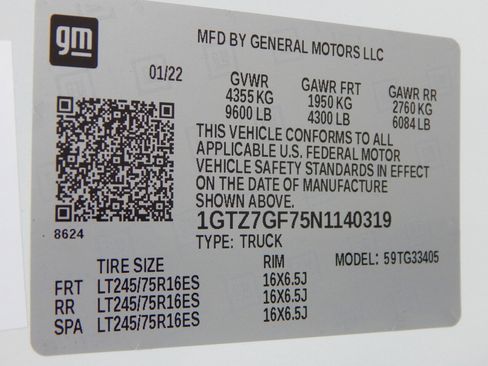 gm
MFD BY GENERAL MOTORS LLC
01/22
GVWR GAWR FRT GAWR RR
4355 KG 1950 KG 2760 KG
9600 LB 4300 LB 6084 LB
THIS VEHICLE CONFORMS TO ALL
APPLICABLE U.S. FEDERAL MOTOR
VEHICLE SAFETY STANDARDS IN EFFECT
ON THE DATE OF MANUFACTURE
SHOWN ABOVE.
8624
1GTZ7GF75N1140319
TYPE: TRUCK
TIRE SIZE RIM MODEL: 59TG33405
FRT LT245/75R16ES 16X6.5J
RR LT245/75R16ES 16X6.5J
SPA LT245/75R16ES 16X6.5J